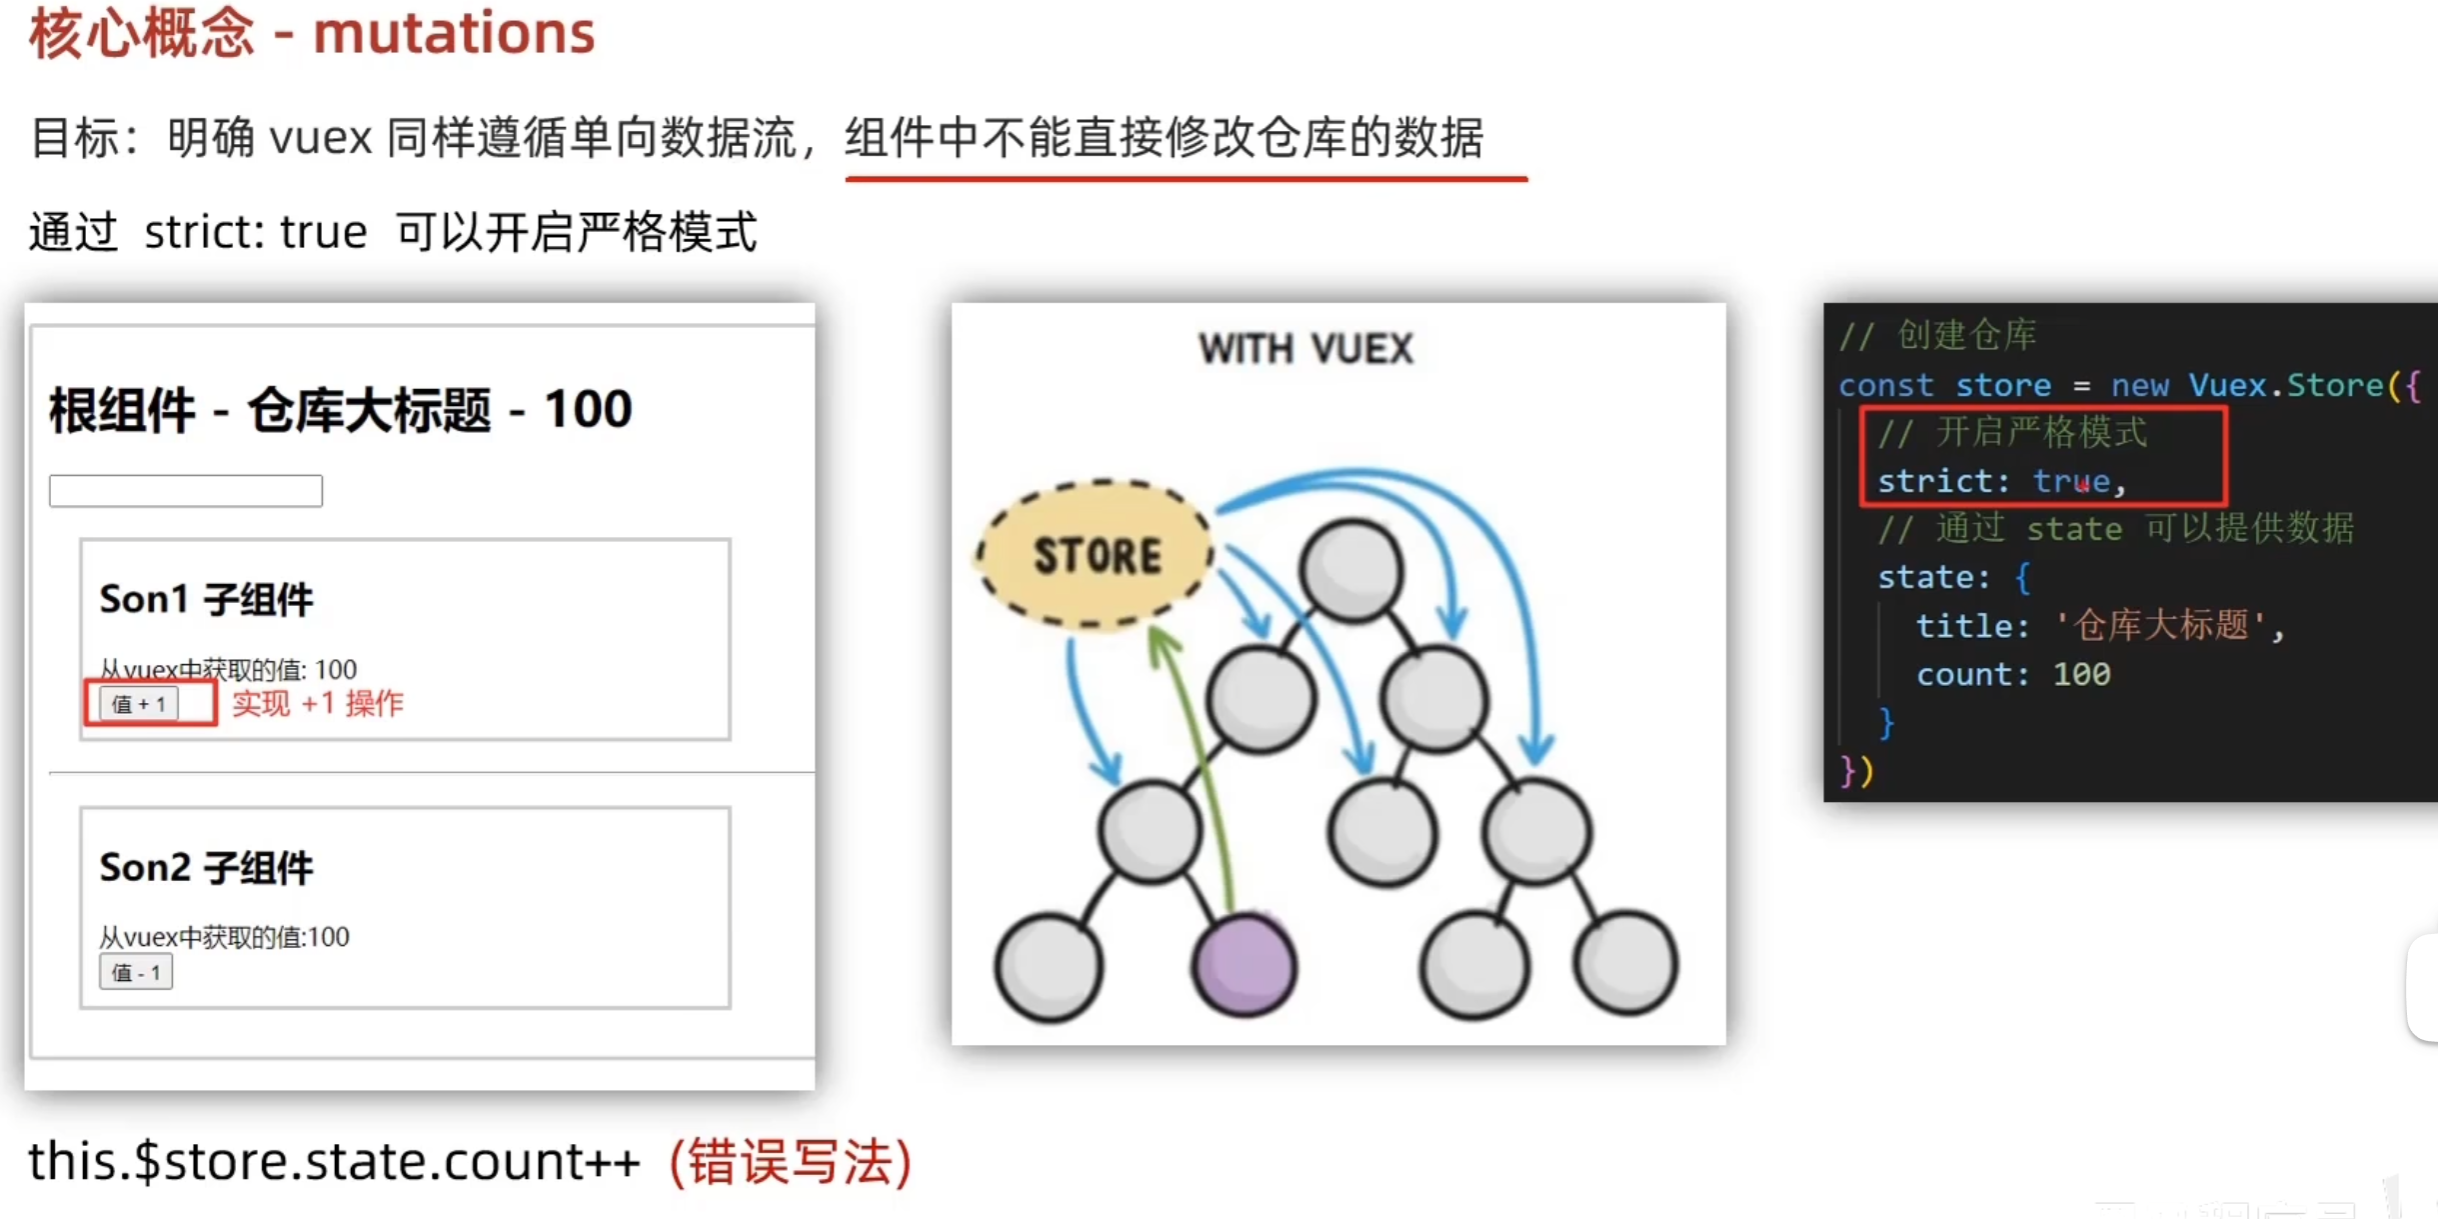 核心概念 - mutations
目标：明确 vuex 同样遵循单向数据流，组件中不能直接修改仓库的数据
通过 strict: true 可以开启严格模式
根组件 - 仓库大标题 - 100
Son1 子组件
从vuex中获取的值: 100
值 + 1 实现 +1 操作
Son2 子组件
从vuex中获取的值:100
值 - 1
WITH VUEX
STORE
// 创建仓库
const store = new Vuex.Store({
// 开启严格模式
strict: true,
// 通过 state 可以提供数据
state: {
title: '仓库大标题',
count: 100
}
})
this.$store.state.count++ (错误写法)